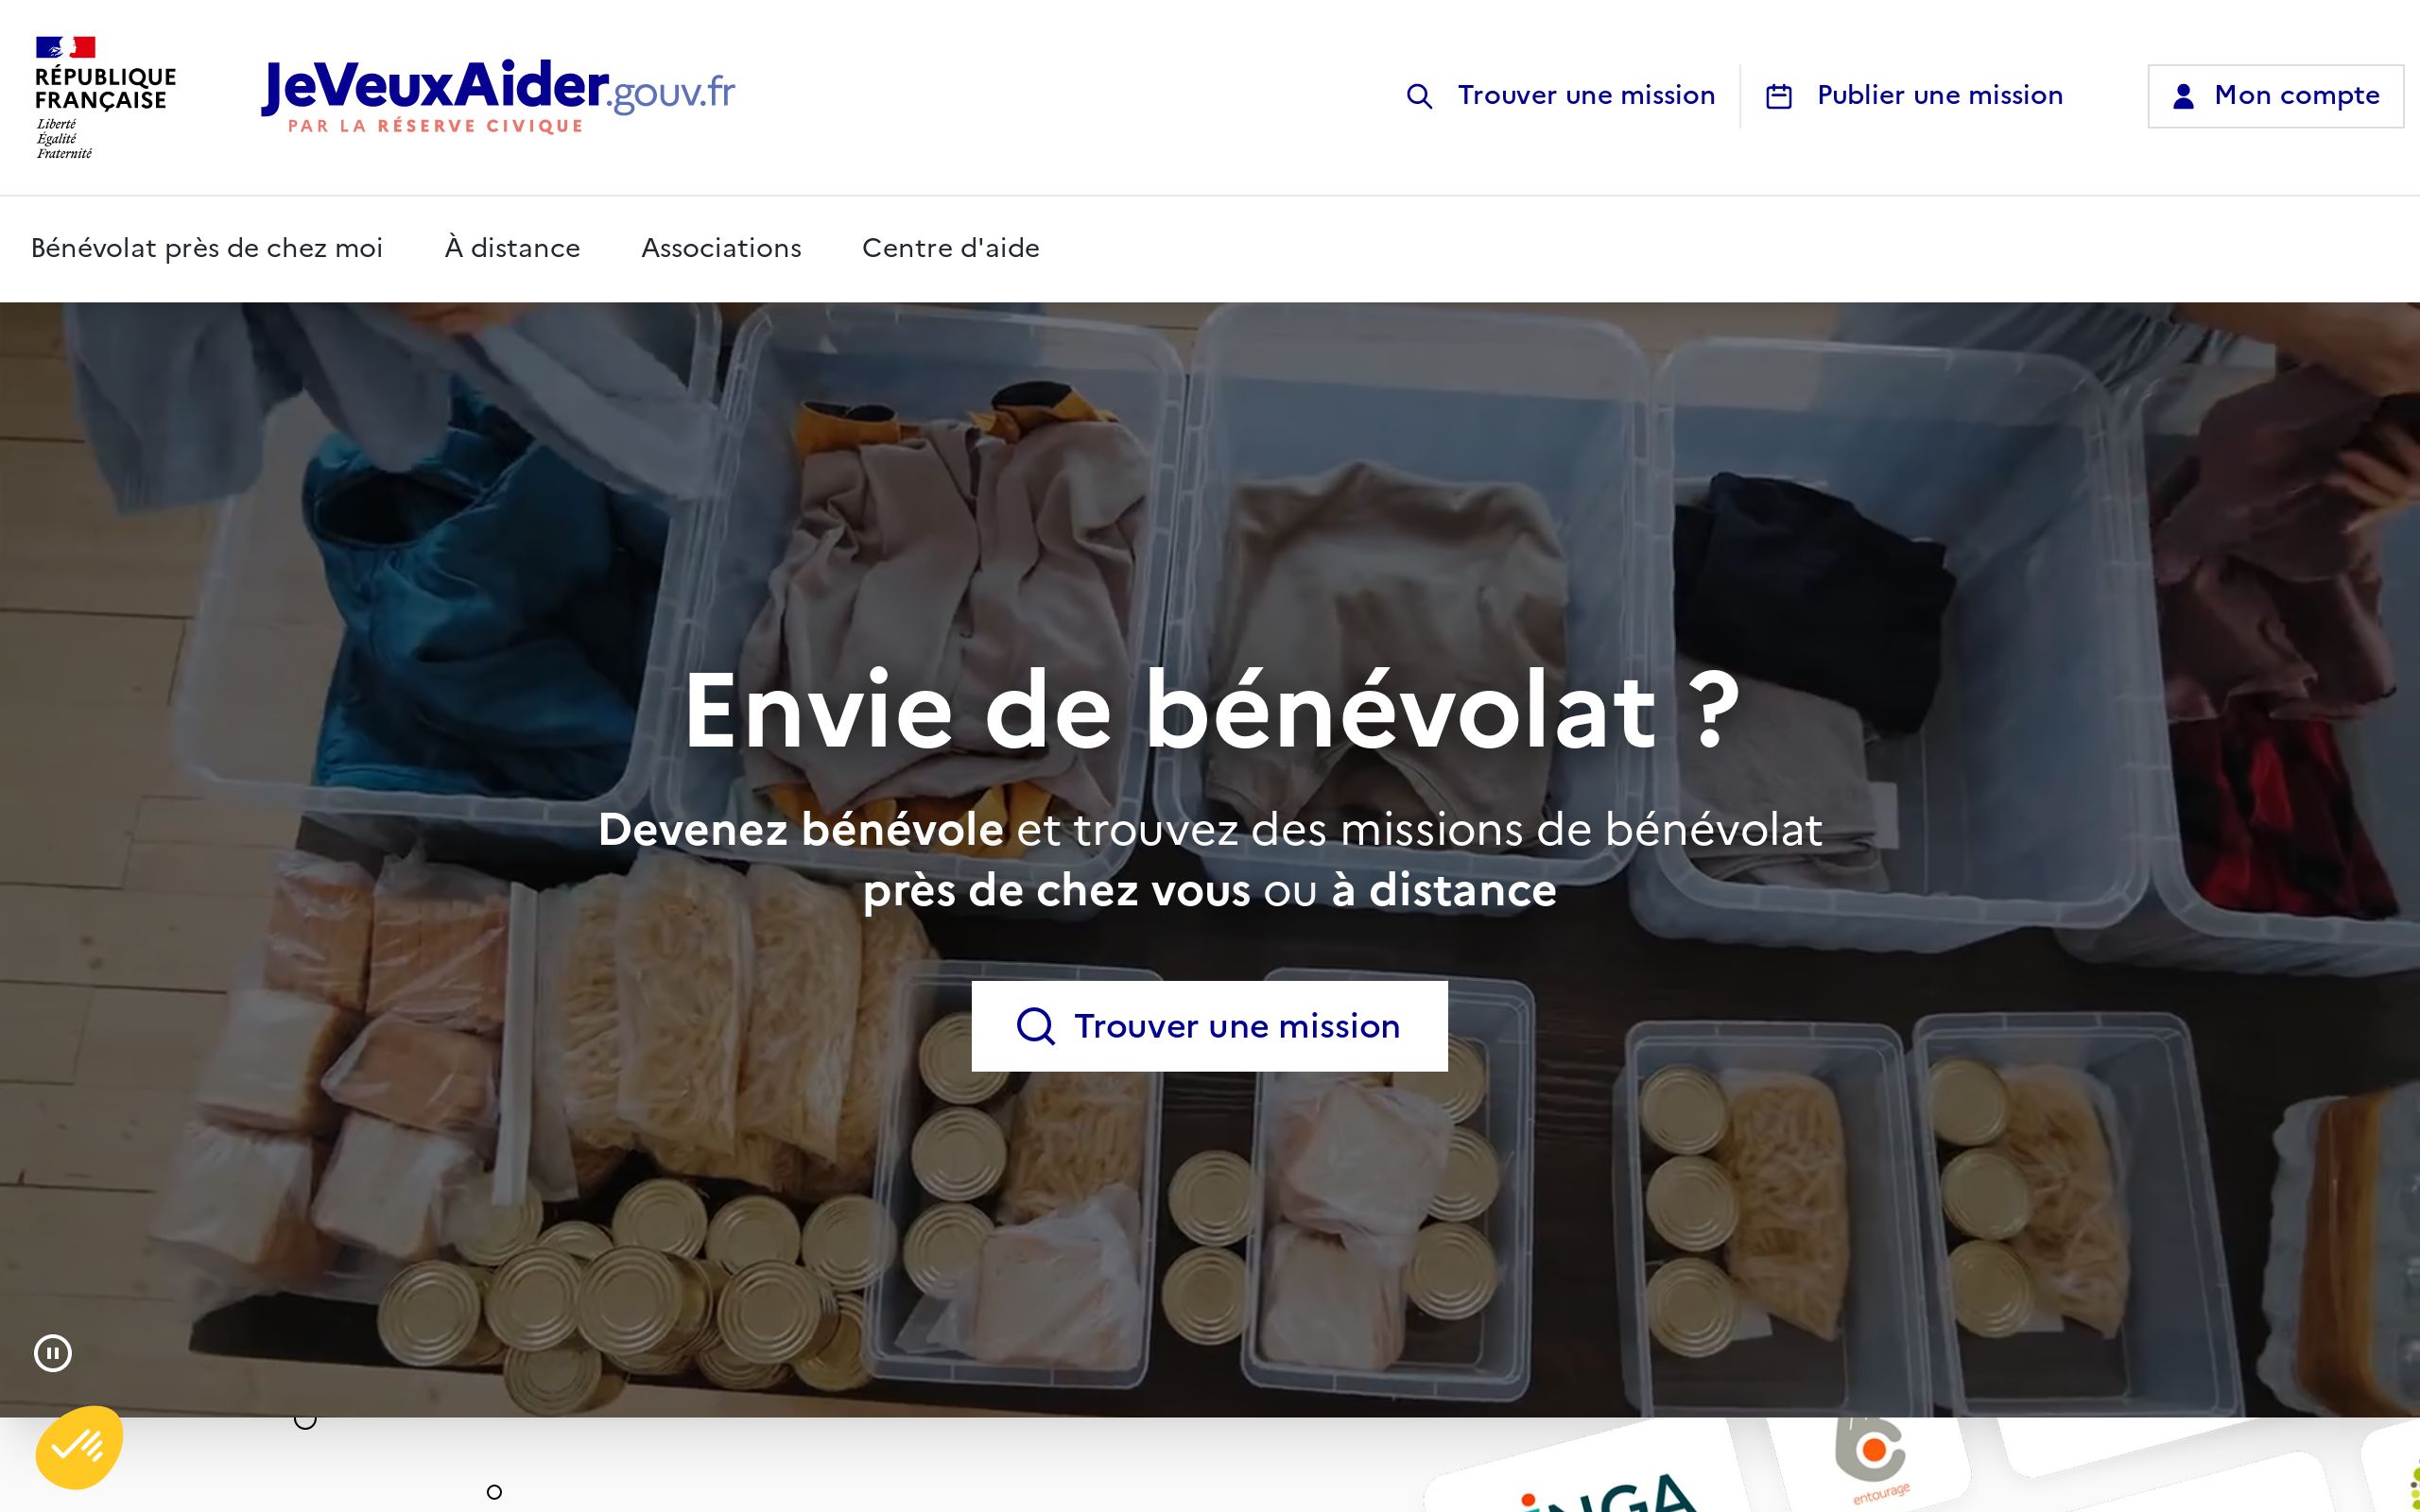 RÉPUBLIQUE
FRANÇAISE
Liberté
Égalité
Fraternité
JeVeuxAider.gouv.fr
PAR LA RÉSERVE CIVIQUE
Trouver une mission
Publier une mission
Mon compte
Bénévolat près de chez moi
À distance
Associations
Centre d'aide
Envie de bénévolat ?
Devenez bénévole et trouvez des missions de bénévolat
près de chez vous ou à distance
Trouver une mission
entourage